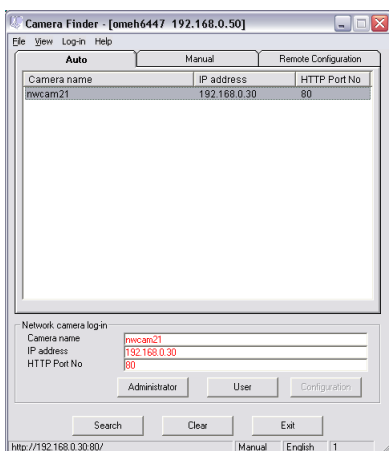 Camera Finder - [omeh6447 192.168.0.50]
File View Log-in Help
Auto Manual Remote Configuration
Camera name IP address HTTP Port No
nwcam21 192.168.0.30 80
Network camera log-in
Camera name nwcam21
IP address 192.168.0.30
HTTP Port No 80
Administrator User Configuration
Search Clear Exit
http://192.168.0.30:80/ Manual English 1